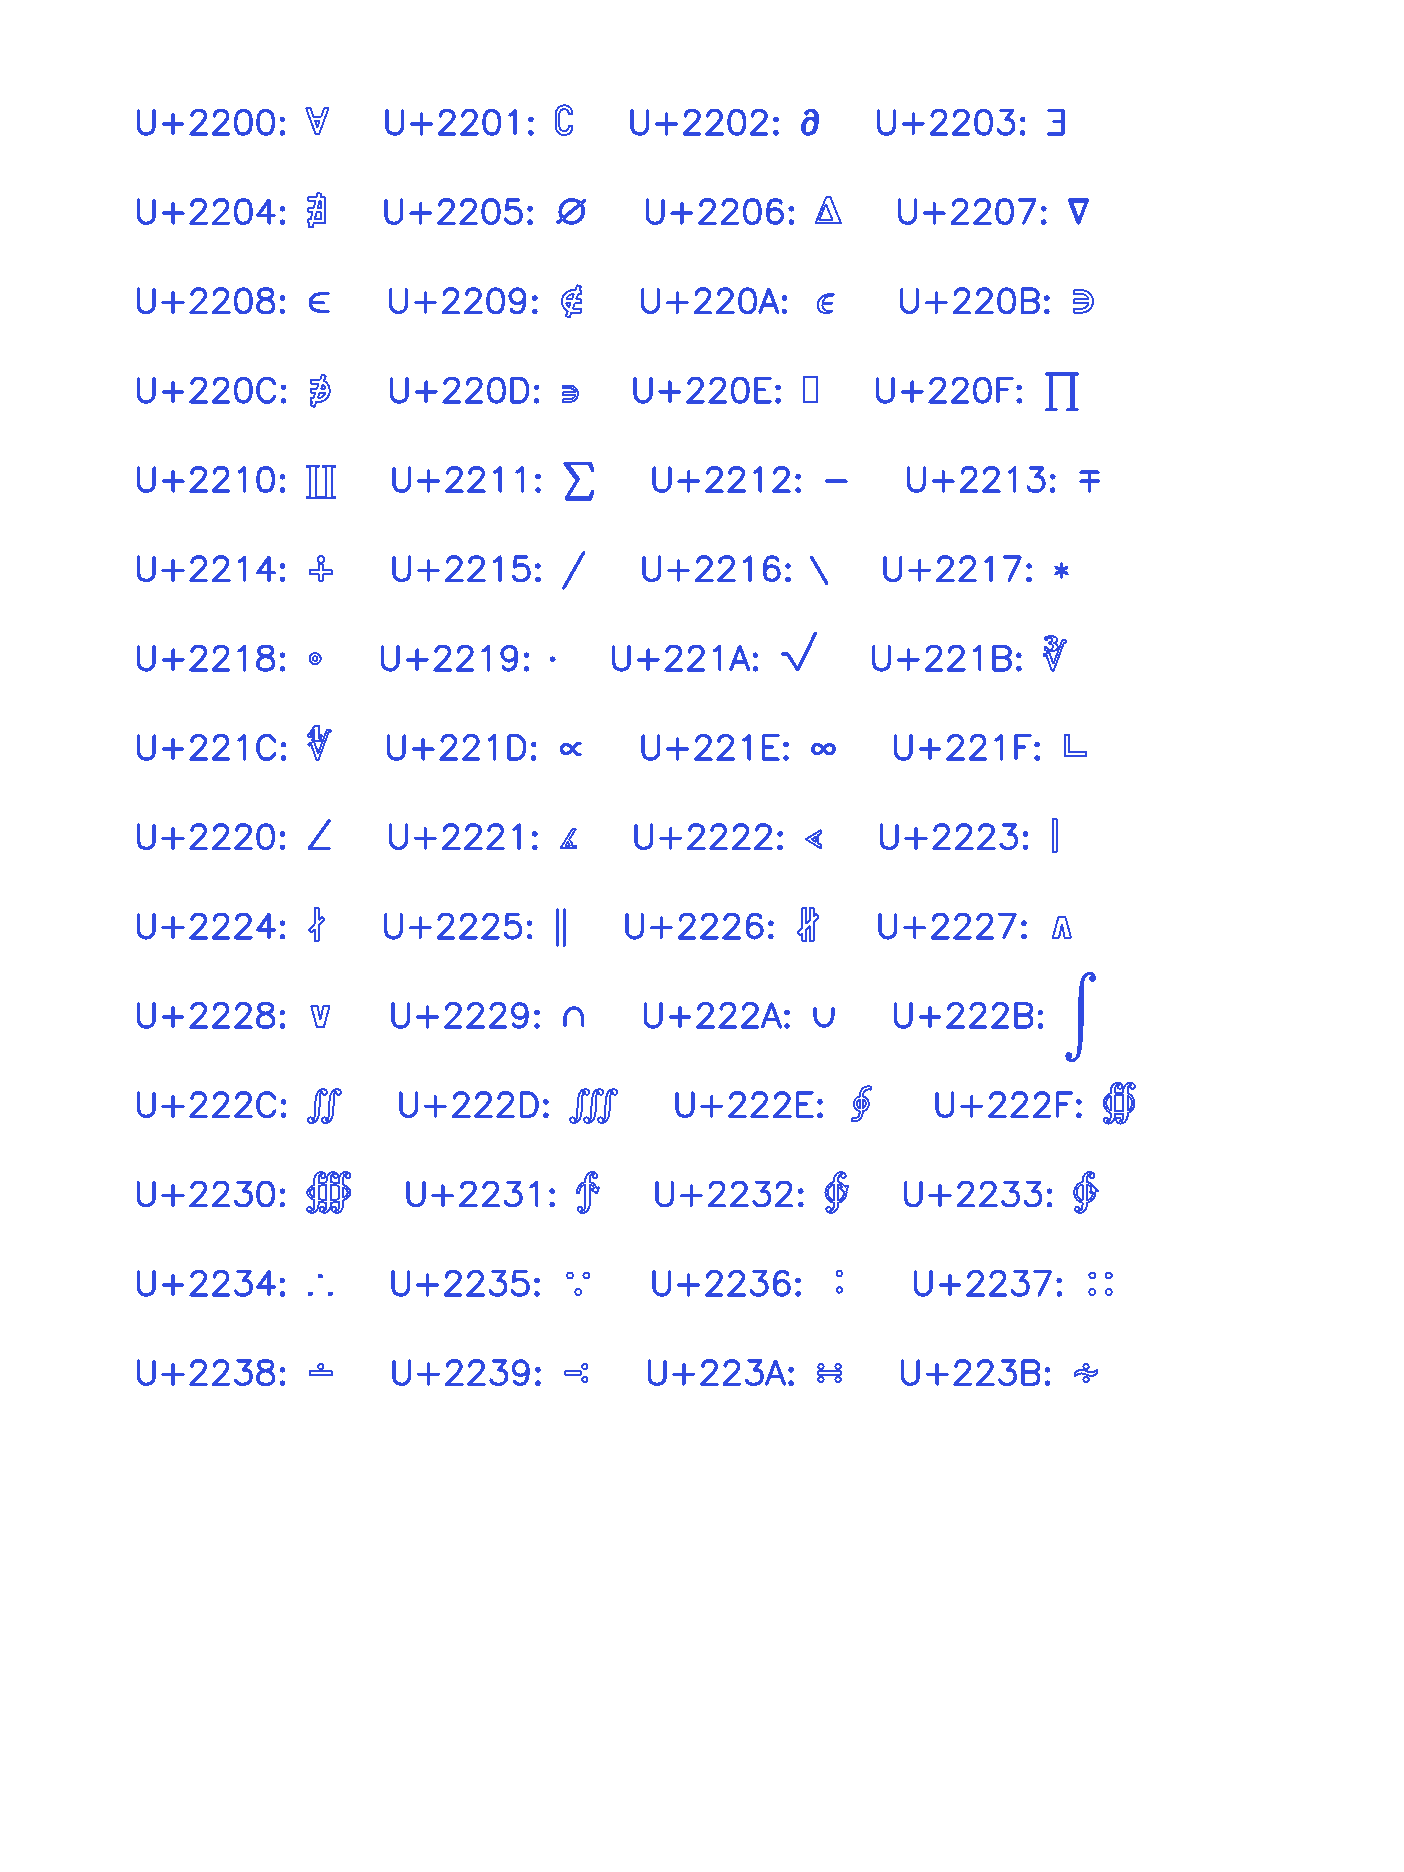 U+2200: ∀ U+2201: ∁ U+2202: ∂ U+2203: ∃
U+2204: ∄ U+2205: ∅ U+2206: ∆ U+2207: ∇
U+2208: ∈ U+2209: ∉ U+220A: ∊ U+220B: ∋
U+220C: ∌ U+220D: ∍ U+220E: ∎ U+220F: ∏
U+2210: ∐ U+2211: ∑ U+2212: − U+2213: ∓
U+2214: ∔ U+2215: ∕ U+2216: ∖ U+2217: ∗
U+2218: ∘ U+2219: ∙ U+221A: √ U+221B: ∛
U+221C: ∜ U+221D: ∝ U+221E: ∞ U+221F: ∟
U+2220: ∠ U+2221: ∡ U+2222: ∢ U+2223: ∣
U+2224: ∤ U+2225: ∥ U+2226: ∦ U+2227: ∧
U+2228: ∨ U+2229: ∩ U+222A: ∪ U+222B: ∫
U+222C: ∬ U+222D: ∭ U+222E: ∮ U+222F: ∯
U+2230: ∰ U+2231: ∱ U+2232: ∲ U+2233: ∳
U+2234: ∴ U+2235: ∵ U+2236: ∶ U+2237: ∷
U+2238: ∸ U+2239: ∹ U+223A: ∺ U+223B: ∻